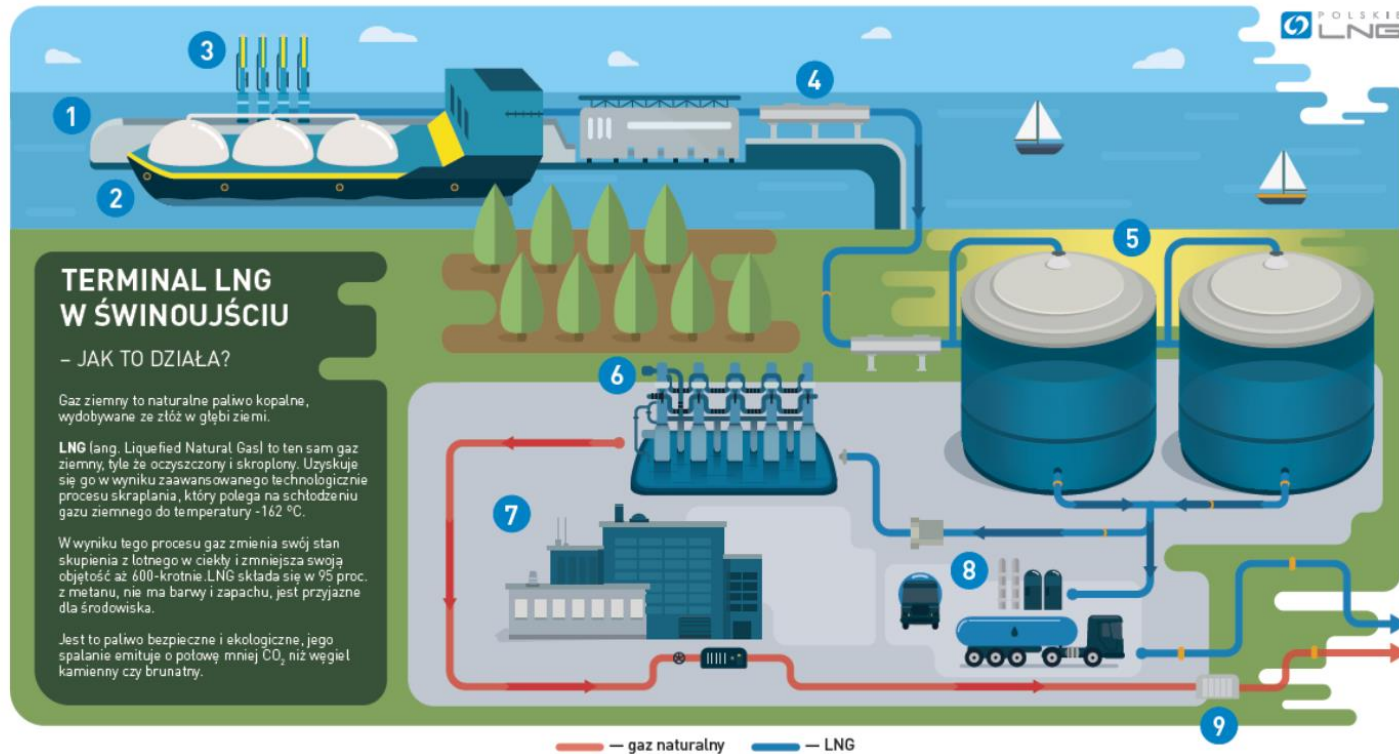 POLSKIE
LNG
3
4
1
2
5
TERMINAL LNG
W ŚWINOUJŚCIU
– JAK TO DZIAŁA?
Gaz ziemny to naturalne paliwo kopalne,
wydobywane ze złóż w głębi ziemi.
LNG (ang. Liquefied Natural Gas) to ten sam gaz
ziemny, tyle że oczyszczony i skroplony. Uzyskuje
się go w wyniku zaawansowanego technologicznie
procesu skraplania, który polega na schłodzeniu
gazu ziemnego do temperatury -162 °C.
W wyniku tego procesu gaz zmienia swój stan
skupienia z lotnego w ciekły i zmniejsza swoją
objętość aż 600-krotnie.LNG składa się w 95 proc.
z metanu, nie ma barwy i zapachu, jest przyjazne
dla środowiska.
Jest to paliwo bezpieczne i ekologiczne, jego
spalanie emituje o połowę mniej CO₂ niż węgiel
kamienny czy brunatny.
6
7
8
9
— gaz naturalny
— LNG